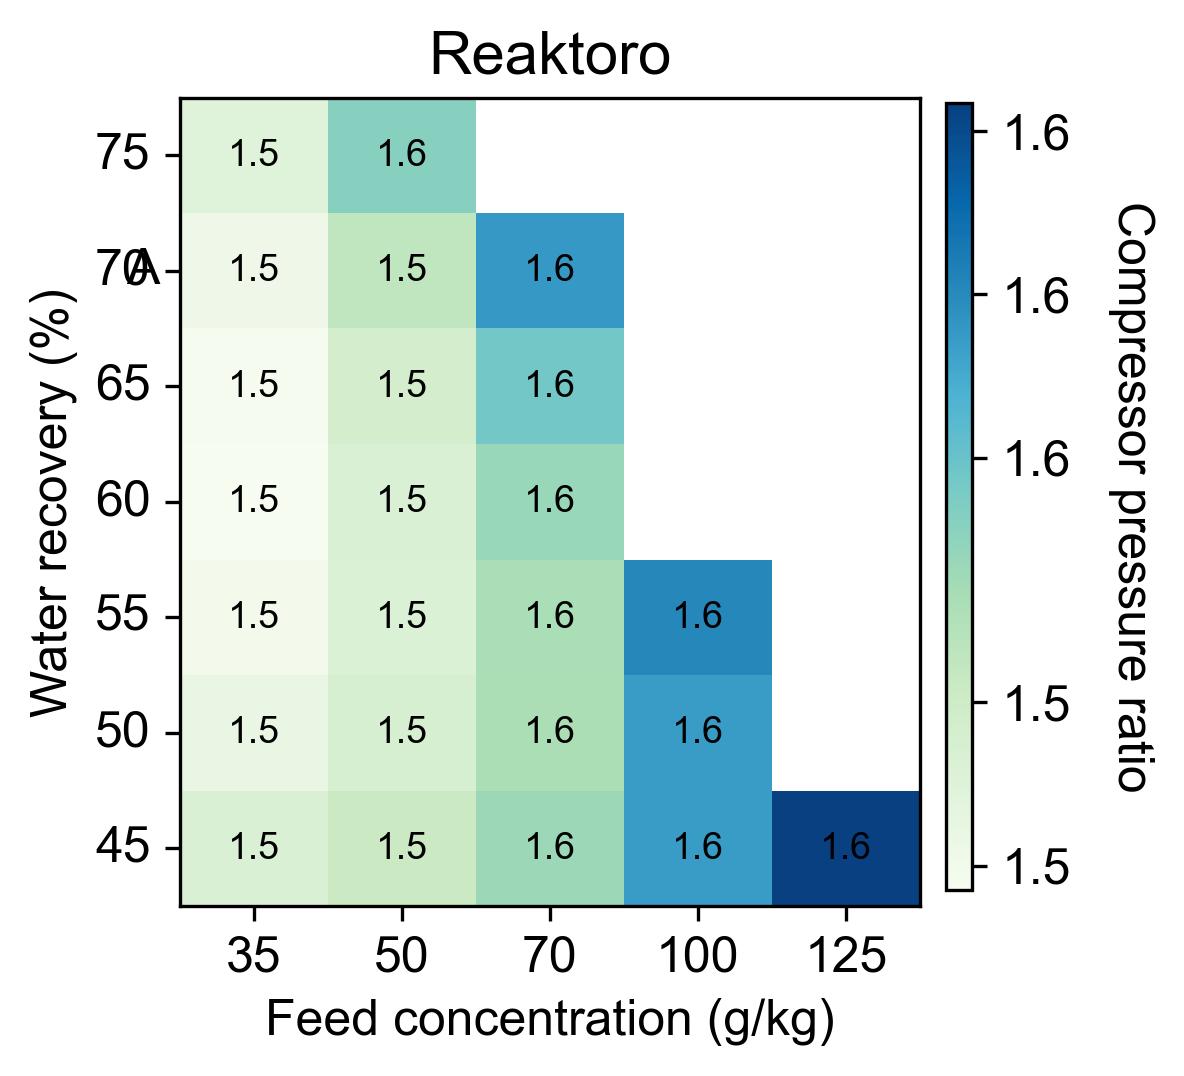 Reaktoro
75 1.5 1.6 1.6
70 A 1.5 1.5 1.6 1.6
65 1.5 1.5 1.6
60 1.5 1.5 1.6 1.6
55 1.5 1.5 1.6 1.6
50 1.5 1.5 1.6 1.6 1.5
45 1.5 1.5 1.6 1.6 1.6 1.5
35 50 70 100 125
Feed concentration (g/kg)
Water recovery (%)
Compressor pressure ratio